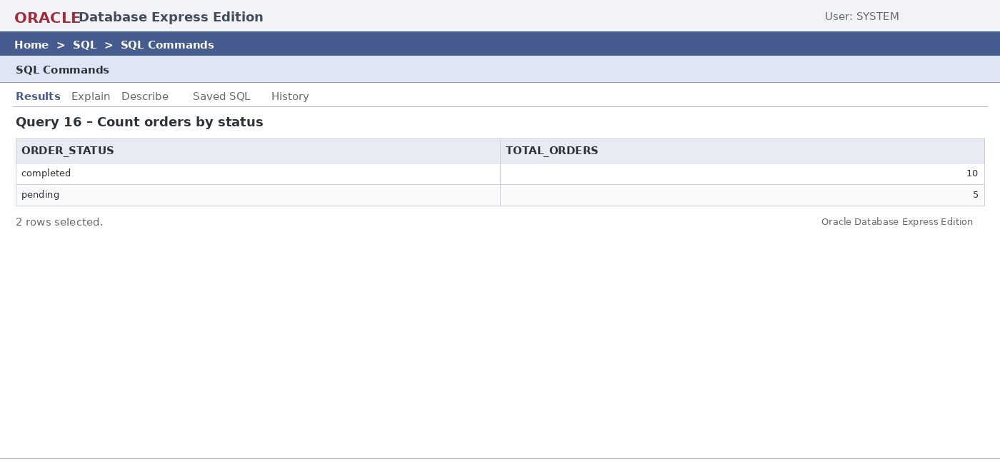 ORACLE Database Express Edition User: SYSTEM
Home > SQL > SQL Commands
SQL Commands
Results Explain Describe Saved SQL History
Query 16 – Count orders by status
ORDER_STATUS TOTAL_ORDERS
completed 10
pending 5
2 rows selected. Oracle Database Express Edition